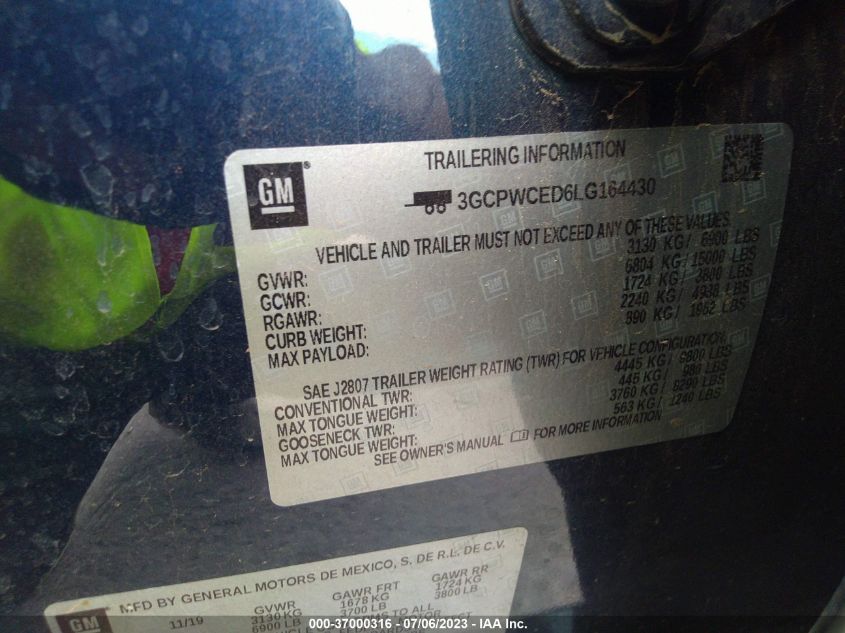 GM
TRAILERING INFORMATION
3GCPWCED6LG164430
VEHICLE AND TRAILER MUST NOT EXCEED ANY OF THESE VALUES.
GVWR: 3130 KG / 6900 LBS
GCWR: 6804 KG / 15000 LBS
RGAWR: 1724 KG / 3800 LBS
CURB WEIGHT: 2240 KG / 4938 LBS
MAX PAYLOAD: 890 KG / 1962 LBS
SAE J2807 TRAILER WEIGHT RATING (TWR) FOR VEHICLE CONFIGURATION.
CONVENTIONAL TWR: 4445 KG / 9800 LBS
MAX TONGUE WEIGHT: 445 KG / 980 LBS
GOOSENECK TWR: 3760 KG / 8290 LBS
MAX TONGUE WEIGHT: 563 KG / 1240 LBS
SEE OWNER'S MANUAL FOR MORE INFORMATION
MFD BY GENERAL MOTORS DE MEXICO, S. DE R.L. DE C.V.
GM 11/19 GVWR GAWR FRT GAWR RR
3130 KG 1678 KG 1724 KG
6900 LB 3700 LB 3800 LB
TO ALL
000-37000316 - 07/06/2023 - IAA Inc.